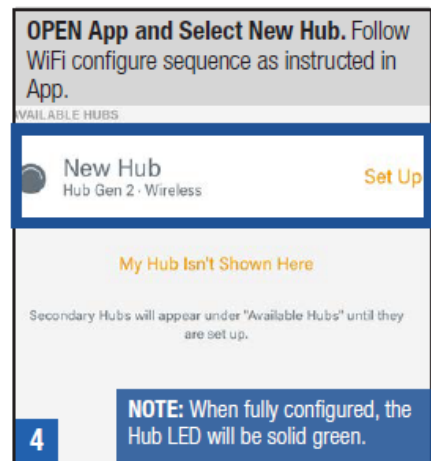 OPEN App and Select New Hub. Follow
WiFi configure sequence as instructed in
App.
VAILABLE HUBS
New Hub
Hub Gen 2 · Wireless
Set Up
My Hub Isn't Shown Here
Secondary Hubs will appear under "Available Hubs" until they
are set up.
NOTE: When fully configured, the
Hub LED will be solid green.
4